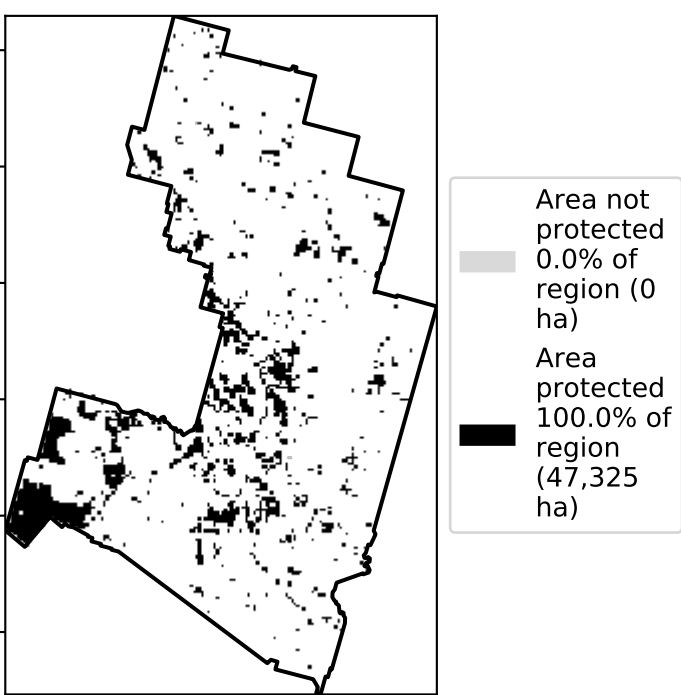 Area not
protected
0.0% of
region (0
ha)
Area
protected
100.0% of
region
(47,325
ha)